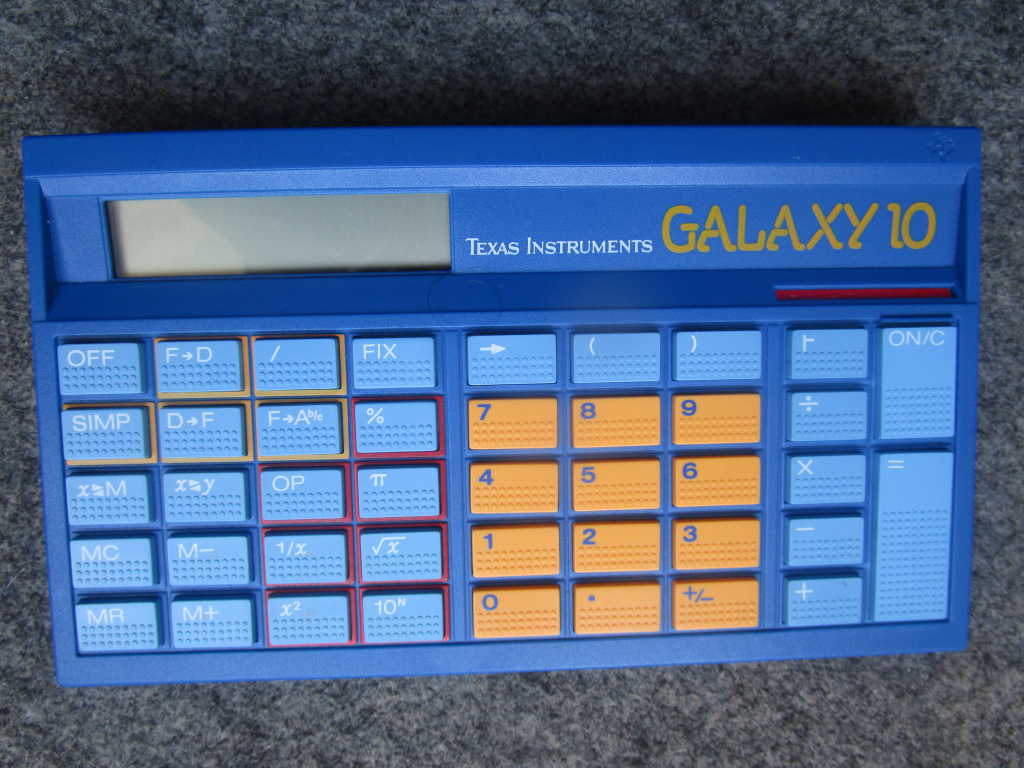 TEXAS INSTRUMENTS GALAXY 10
OFF F→D / FIX → ( ) ⊦ ON/C
SIMP D→F F→Ab/c % 7 8 9 ÷
x⇆M x⇆y OP π 4 5 6 X =
MC M− 1/x √x 1 2 3 −
MR M+ x² 10ᴺ 0 . +/− +